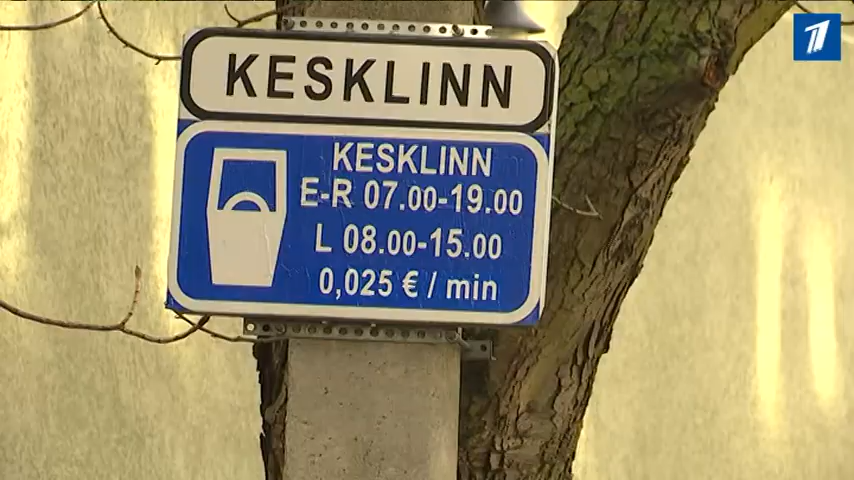 KESKLINN
KESKLINN
E-R 07.00-19.00
L 08.00-15.00
0,025 € / min